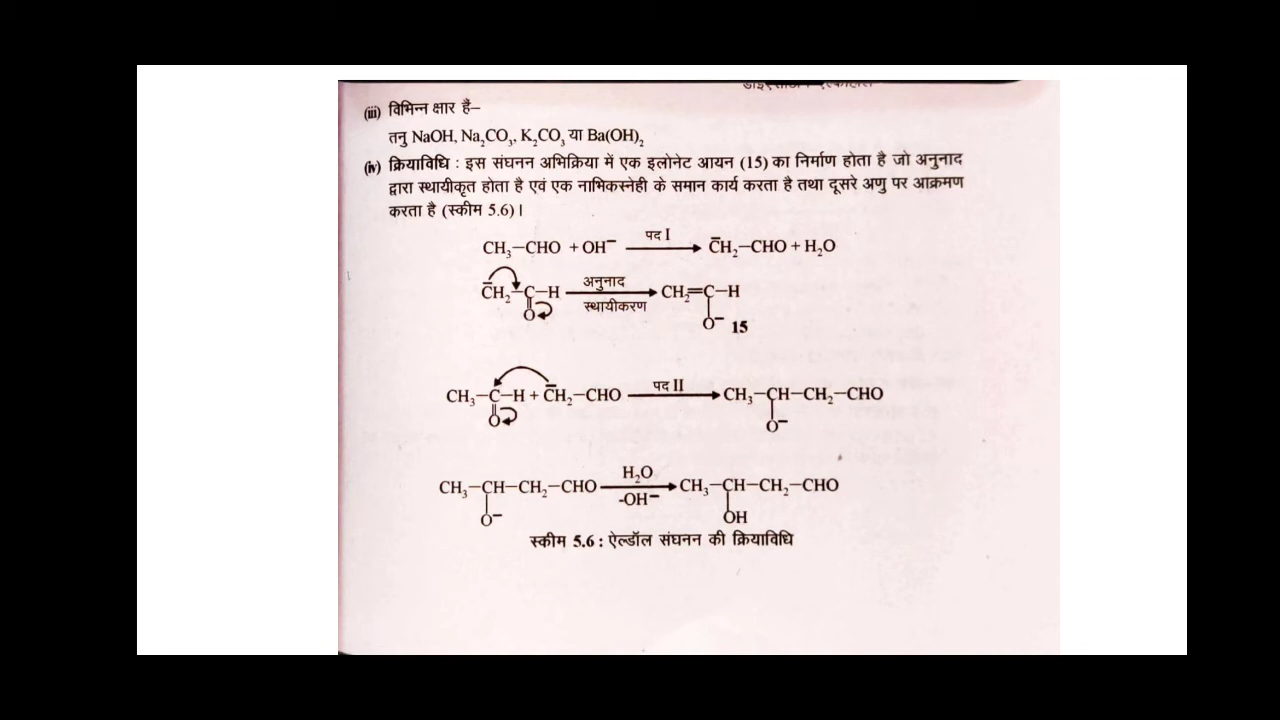 (iii) विभिन्न क्षार हैं–
तनु NaOH, Na₂CO₃, K₂CO₃ या Ba(OH)₂
(iv) क्रियाविधि : इस संघनन अभिक्रिया में एक इलोनेट आयन (15) का निर्माण होता है जो अनुनाद
द्वारा स्थायीकृत होता है एवं एक नाभिकस्नेही के समान कार्य करता है तथा दूसरे अणु पर आक्रमण
करता है (स्कीम 5.6)।
पद I
CH₃–CHO + OH⁻ → C̄H₂–CHO + H₂O
अनुनाद
C̄H₂–C–H → CH₂=C–H
स्थायीकरण
O O⁻ 15
पद II
CH₃–C–H + C̄H₂–CHO → CH₃–CH–CH₂–CHO
O O⁻
H₂O
CH₃–CH–CH₂–CHO → CH₃–CH–CH₂–CHO
-OH⁻
O⁻ OH
स्कीम 5.6 : ऐल्डॉल संघनन की क्रियाविधि